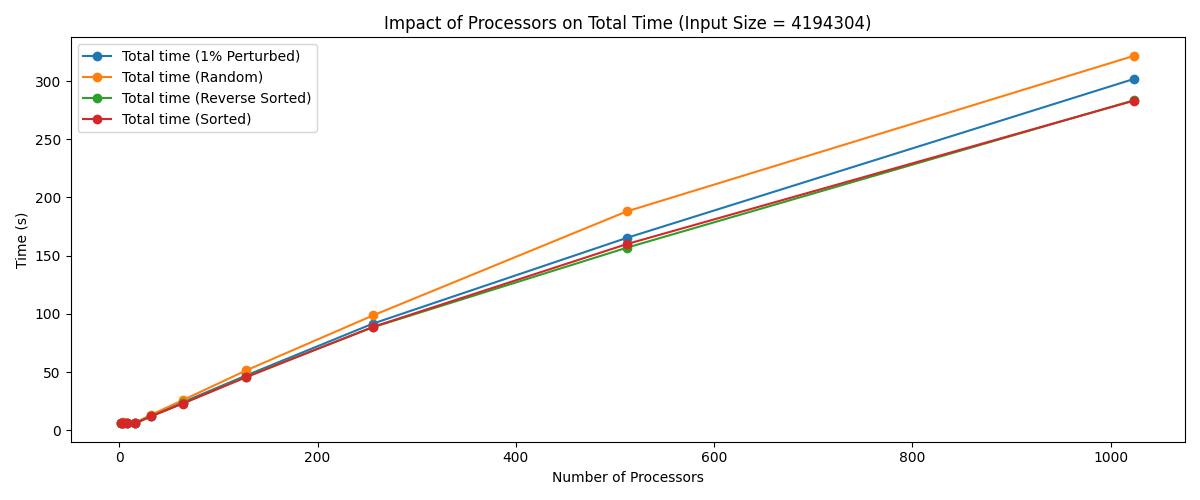 Impact of Processors on Total Time (Input Size = 4194304)
Total time (1% Perturbed)
Total time (Random)
Total time (Reverse Sorted)
Total time (Sorted)
Time (s)
300
250
200
150
100
50
0
0 200 400 600 800 1000
Number of Processors